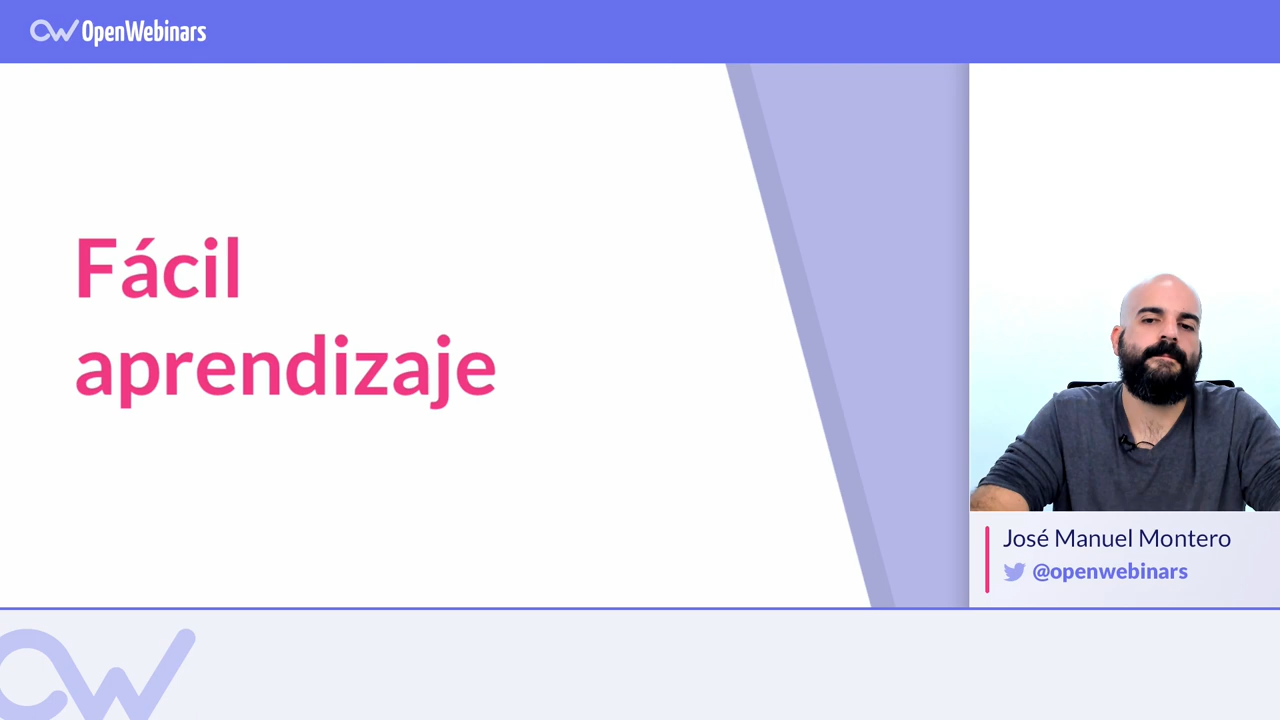 OpenWebinars
Fácil
aprendizaje
José Manuel Montero
@openwebinars